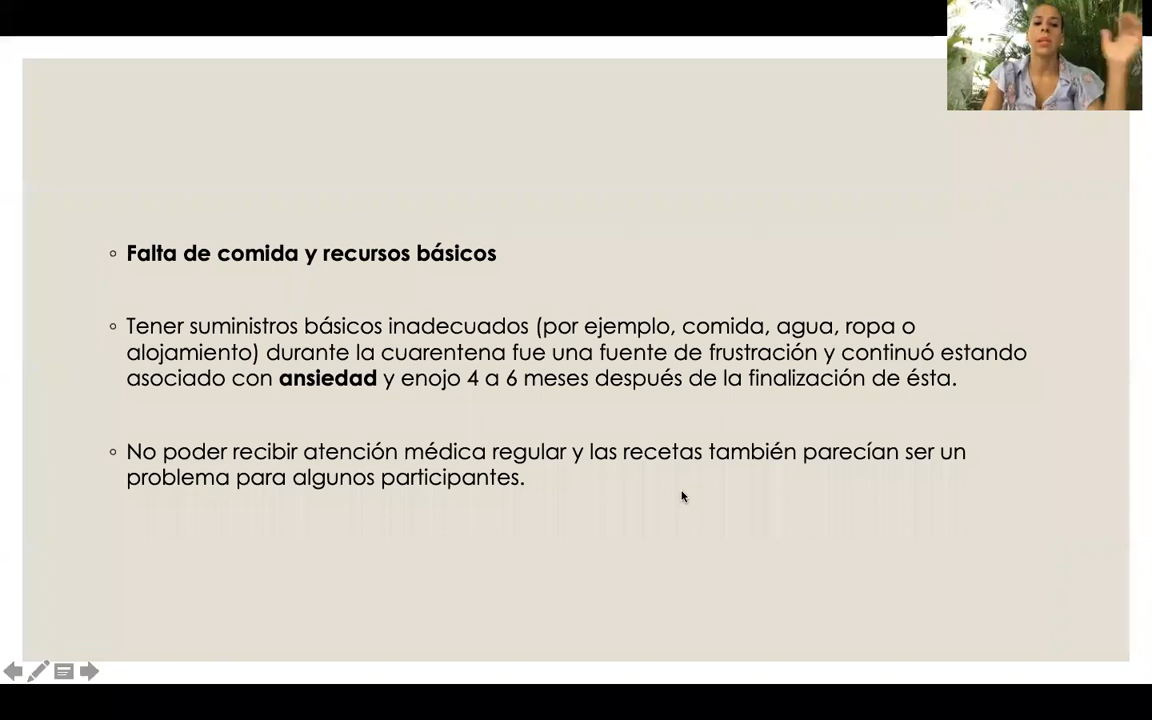 Falta de comida y recursos básicos
Tener suministros básicos inadecuados (por ejemplo, comida, agua, ropa o
alojamiento) durante la cuarentena fue una fuente de frustración y continuó estando
asociado con ansiedad y enojo 4 a 6 meses después de la finalización de ésta.
No poder recibir atención médica regular y las recetas también parecían ser un
problema para algunos participantes.